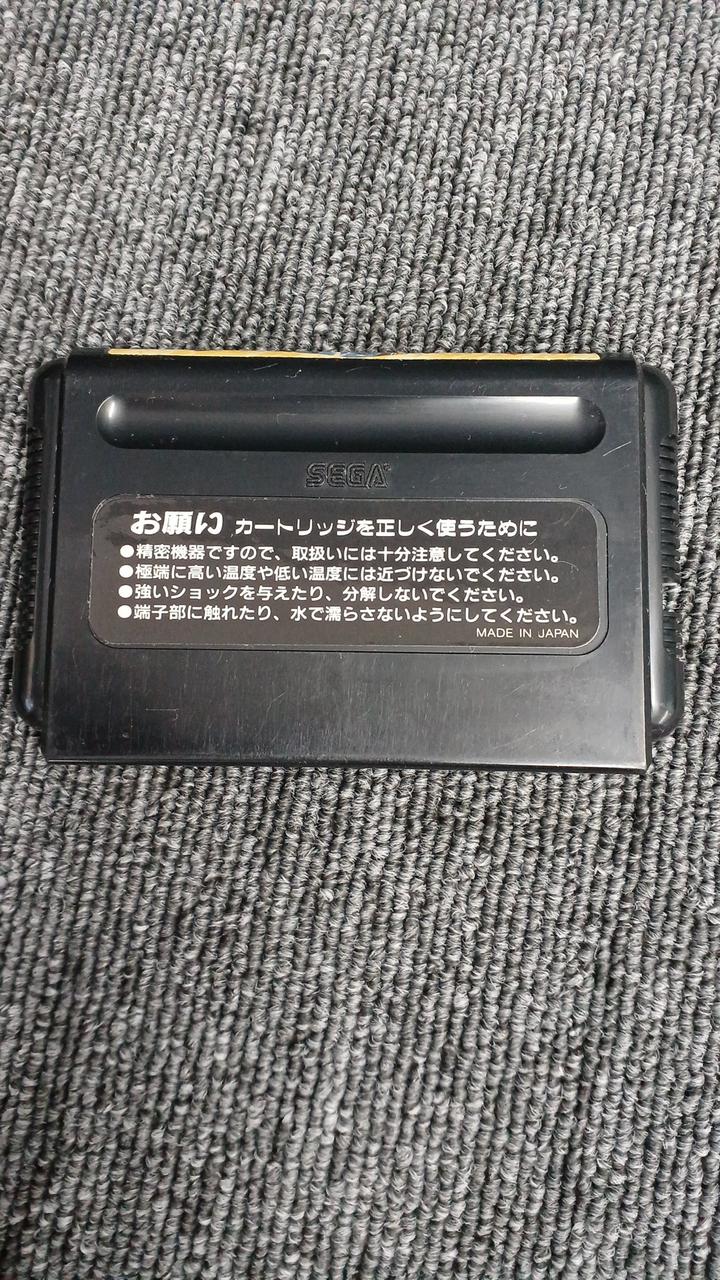 SEGA
お願い カートリッジを正しく使うために
●精密機器ですので、取扱いには十分注意してください。
●極端に高い温度や低い温度には近づけないでください。
●強いショックを与えたり、分解しないでください。
●端子部に触れたり、水で濡らさないようにしてください。
MADE IN JAPAN